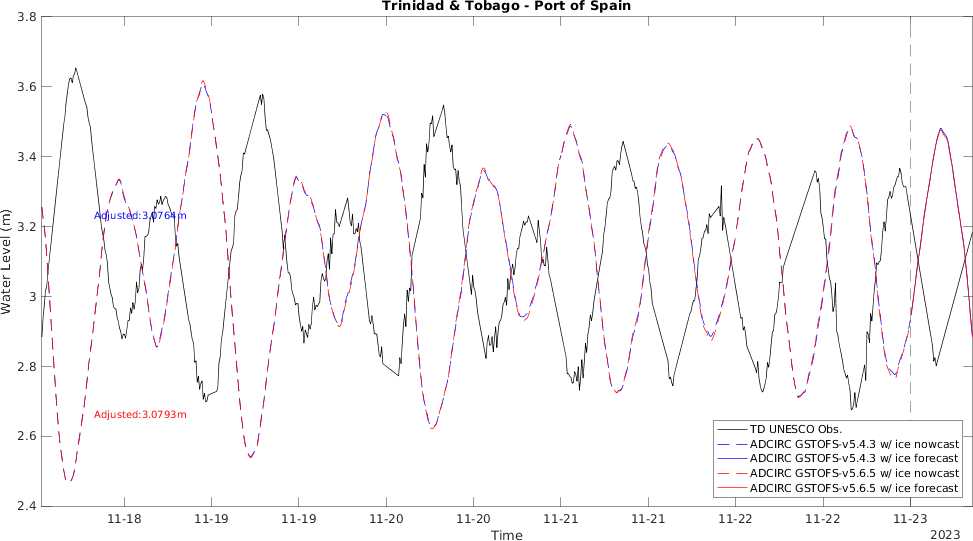 Trinidad & Tobago - Port of Spain
3.8
3.6
3.4
3.2
3
2.8
2.6
2.4
Water Level (m)
Adjusted:3.0764m
Adjusted:3.0793m
TD UNESCO Obs.
ADCIRC GSTOFS-v5.4.3 w/ ice nowcast
ADCIRC GSTOFS-v5.4.3 w/ ice forecast
ADCIRC GSTOFS-v5.6.5 w/ ice nowcast
ADCIRC GSTOFS-v5.6.5 w/ ice forecast
11-18 11-19 11-19 11-20 11-20 11-21 11-21 11-22 11-22 11-23
Time
2023